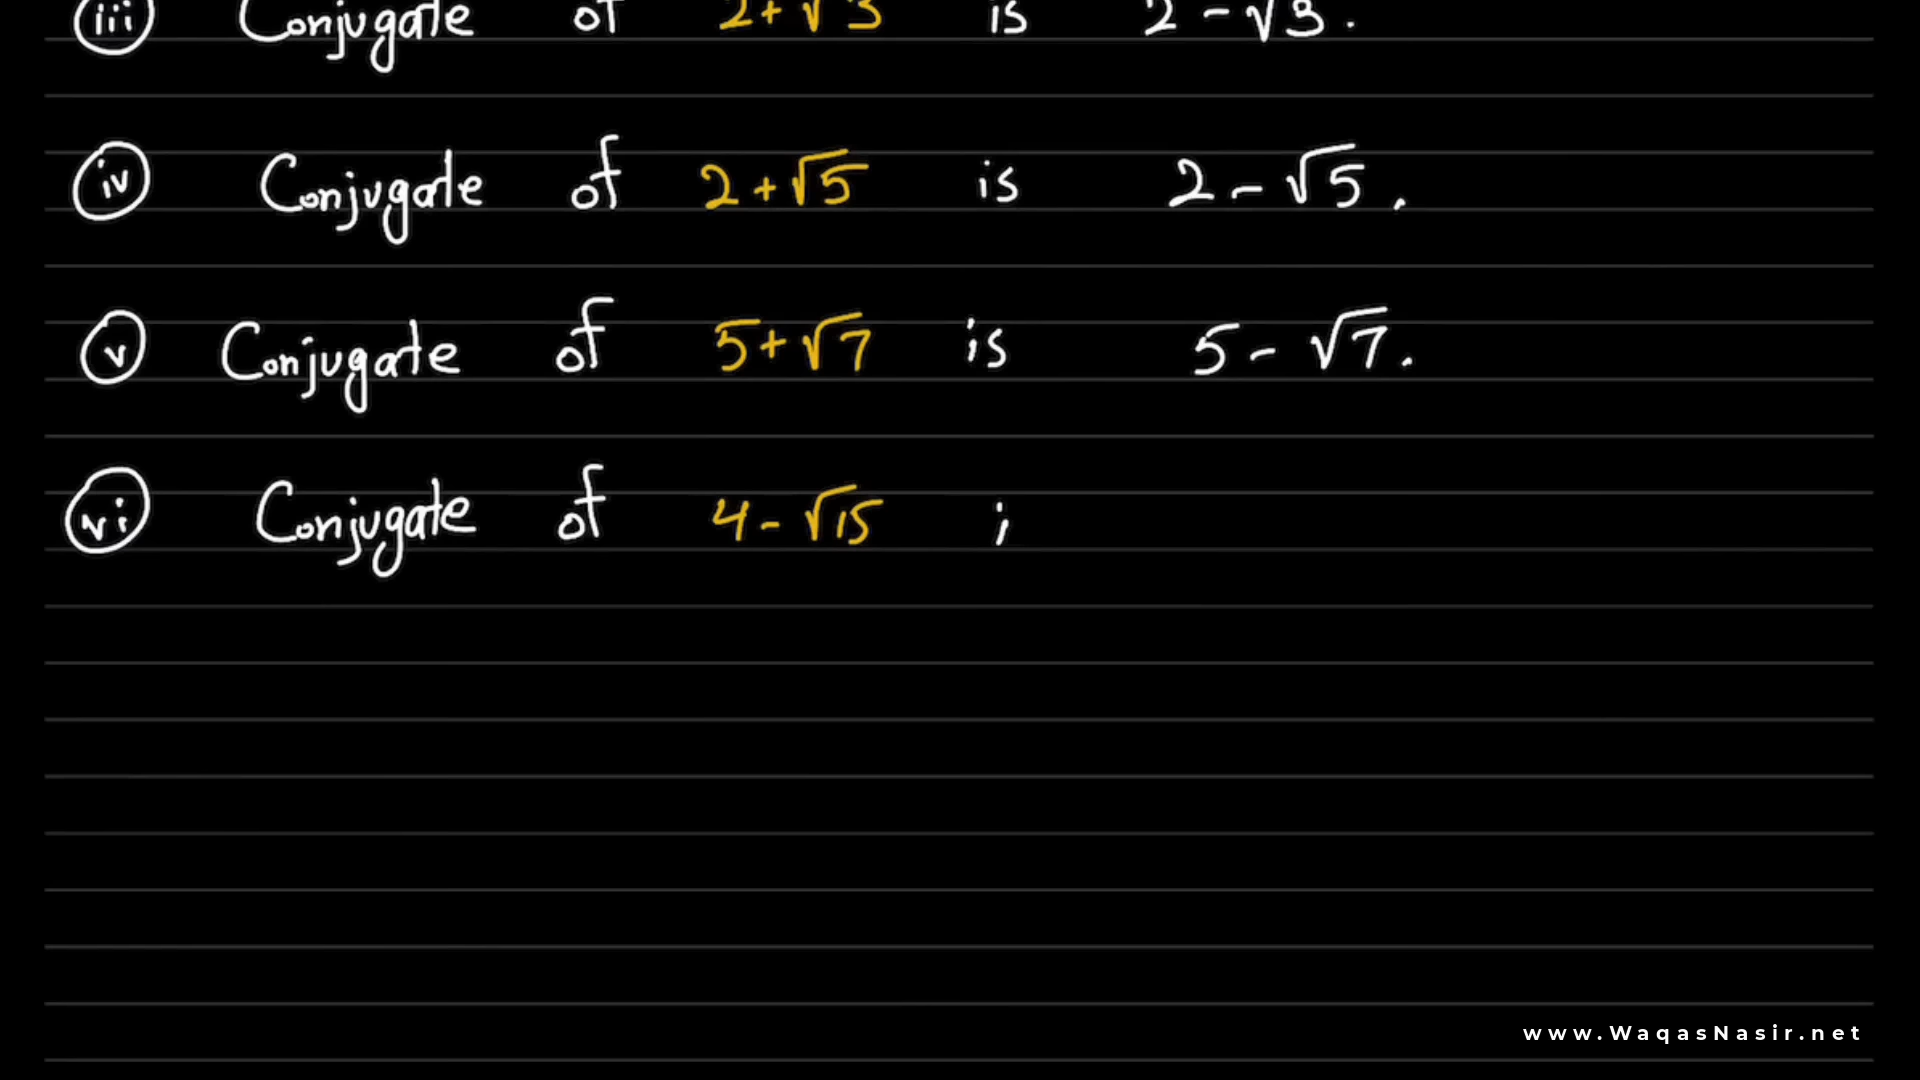 (iii) Conjugate of 2+√3 is 2-√3.
(iv) Conjugate of 2+√5 is 2-√5.
(v) Conjugate of 5+√7 is 5-√7.
(vi) Conjugate of 4-√15 i
www.WaqasNasir.net